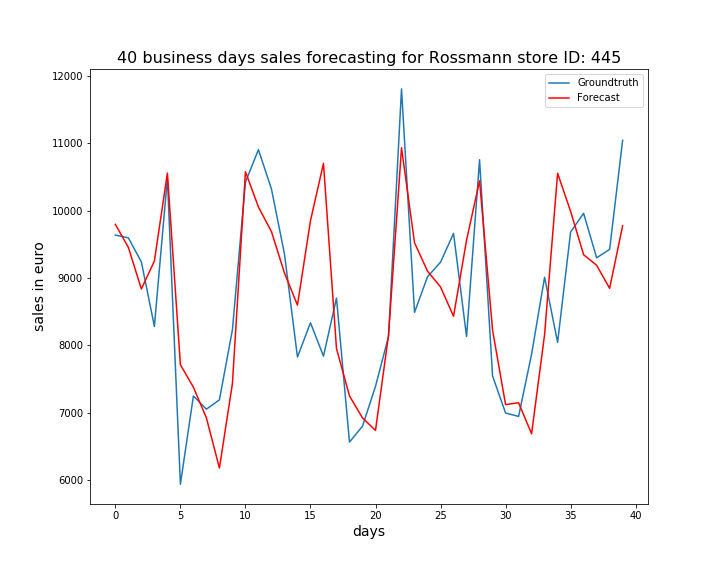 40 business days sales forecasting for Rossmann store ID: 445
Groundtruth
Forecast
12000
11000
10000
9000
8000
7000
6000
sales in euro
0 5 10 15 20 25 30 35 40
days